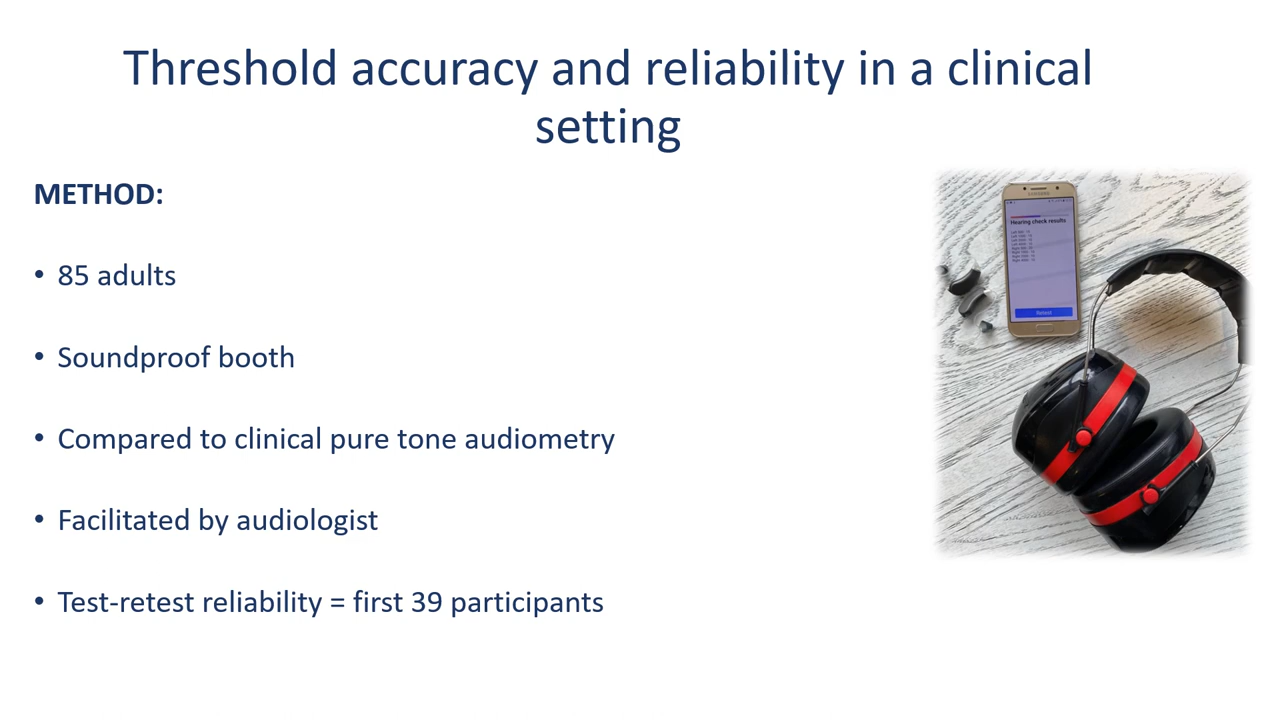 Threshold accuracy and reliability in a clinical
setting
METHOD:
• 85 adults
• Soundproof booth
• Compared to clinical pure tone audiometry
• Facilitated by audiologist
• Test-retest reliability = first 39 participants
SAMSUNG
Hearing check results
Retest